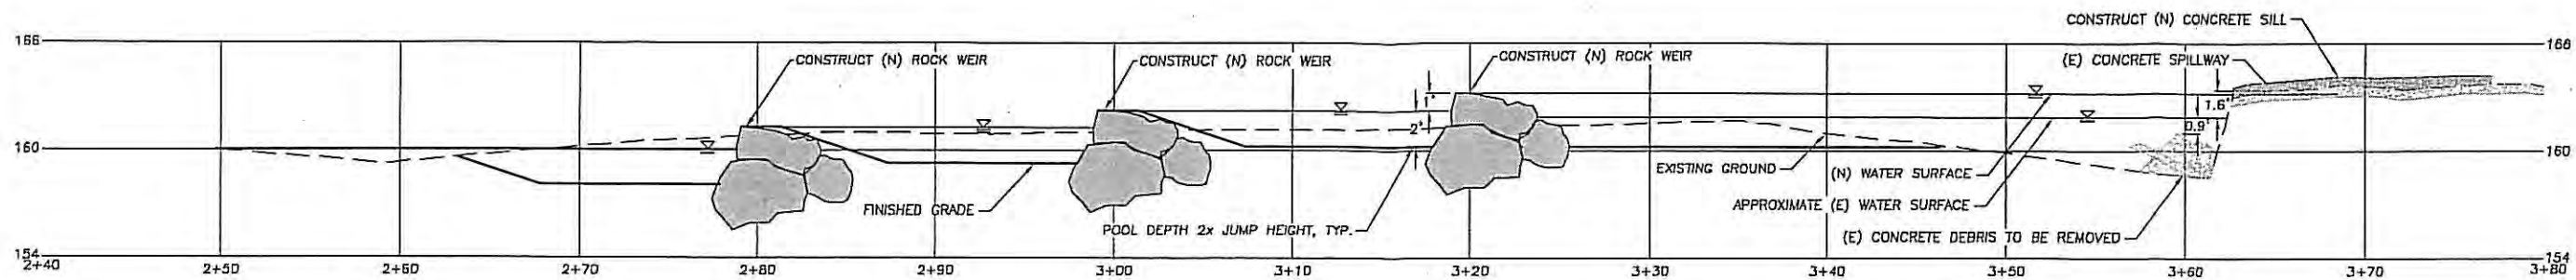 CONSTRUCT (N) CONCRETE SILL
166
166
CONSTRUCT (N) ROCK WEIR
CONSTRUCT (N) ROCK WEIR
CONSTRUCT (N) ROCK WEIR
(E) CONCRETE SPILLWAY
1'
1.6'
2'
0.9'
160
160
EXISTING GROUND
(N) WATER SURFACE
FINISHED GRADE
APPROXIMATE (E) WATER SURFACE
POOL DEPTH 2x JUMP HEIGHT, TYP.
(E) CONCRETE DEBRIS TO BE REMOVED
154
154
2+40
2+50
2+60
2+70
2+80
2+90
3+00
3+10
3+20
3+30
3+40
3+50
3+60
3+70
3+80